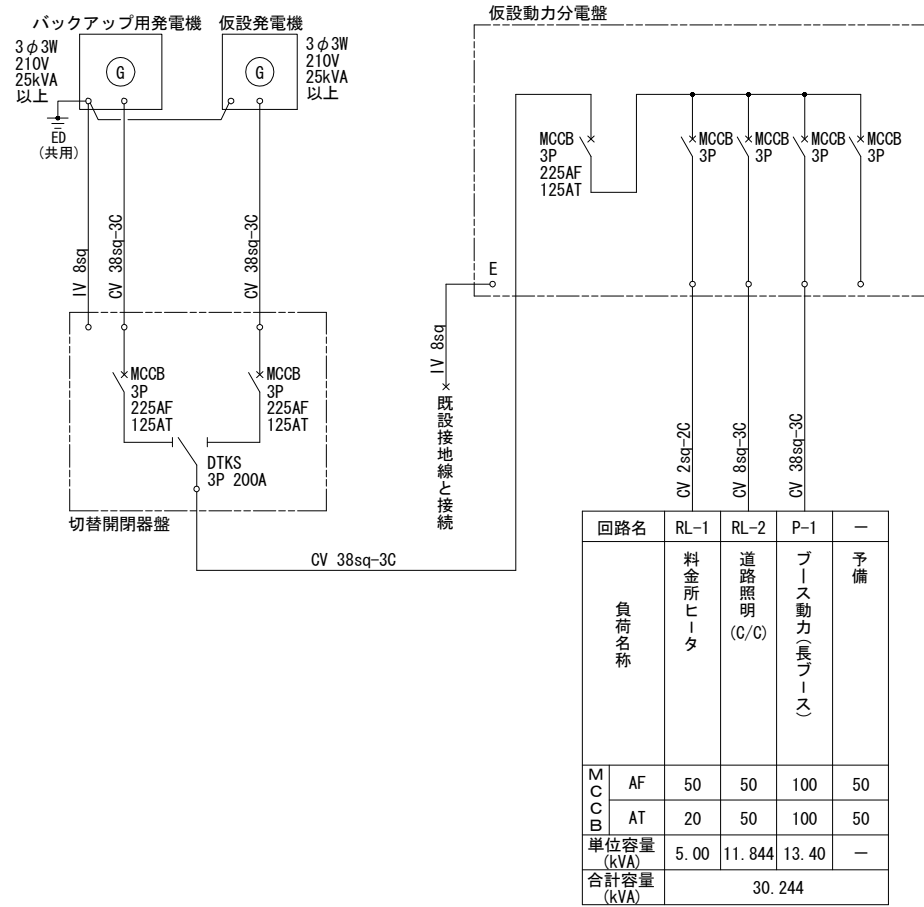 バックアップ用発電機
仮設発電機
3φ3W
210V
25kVA
以上
G
G
3φ3W
210V
25kVA
以上
ED
(共用)
IV 8sq
CV 38sq-3C
CV 38sq-3C
MCCB
3P
225AF
125AT
MCCB
3P
225AF
125AT
DTKS
3P 200A
切替開閉器盤
CV 38sq-3C
仮設動力分電盤
MCCB
3P
225AF
125AT
MCCB
3P
MCCB
3P
MCCB
3P
MCCB
3P
E
IV 8sq
既設接地線と接続
CV 2sq-2C
CV 8sq-3C
CV 38sq-3C
回路名 RL-1 RL-2 P-1 −
負荷名称 料金所ヒータ 道路照明(C/C) ブース動力(長ブース) 予備
MCCB AF 50 50 100 50
AT 20 50 100 50
単位容量(kVA) 5.00 11.844 13.40 −
合計容量(kVA) 30.244